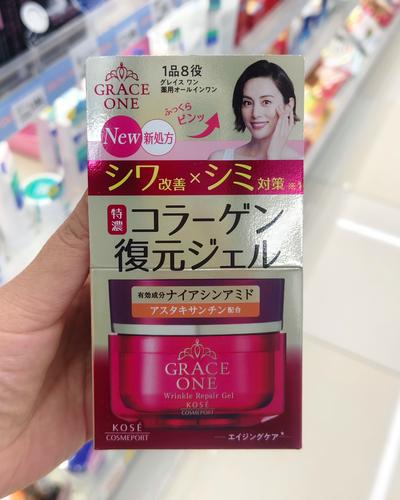 GRACE
ONE
1品8役
グレイス ワン
薬用オールインワン
ふっくら
ピンッ
New 新処方
シワ改善×シミ対策※
特濃 コラーゲン
復元ジェル
有効成分 ナイアシンアミド
アスタキサンチン配合
GRACE
ONE
Wrinkle Repair Gel
KOSÉ
COSMEPORT
KOSÉ
COSMEPORT
エイジングケア*